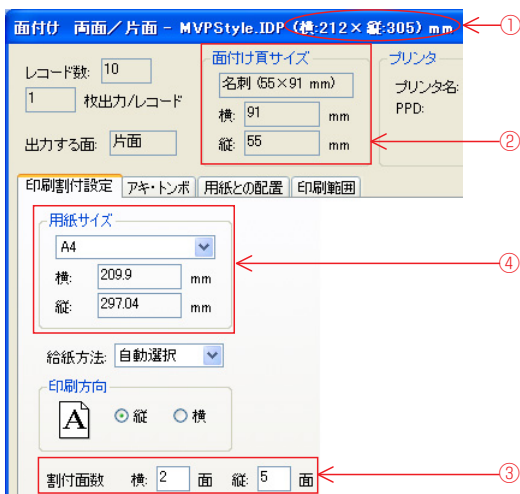 面付け 両面／片面 - MVPStyle.IDP (横:212×縦:305) mm ①
レコード数: 10
1 枚出力/レコード
出力する面: 片面
面付け頁サイズ
名刺 (55×91 mm)
横: 91 mm
縦: 55 mm
②
プリンタ
プリンタ名:
PPD:
印刷割付設定 アキ・トンボ 用紙との配置 印刷範囲
用紙サイズ
A4
横: 209.9 mm
縦: 297.04 mm
④
給紙方法: 自動選択
印刷方向
A 縦 横
割付面数 横: 2 面 縦: 5 面 ③